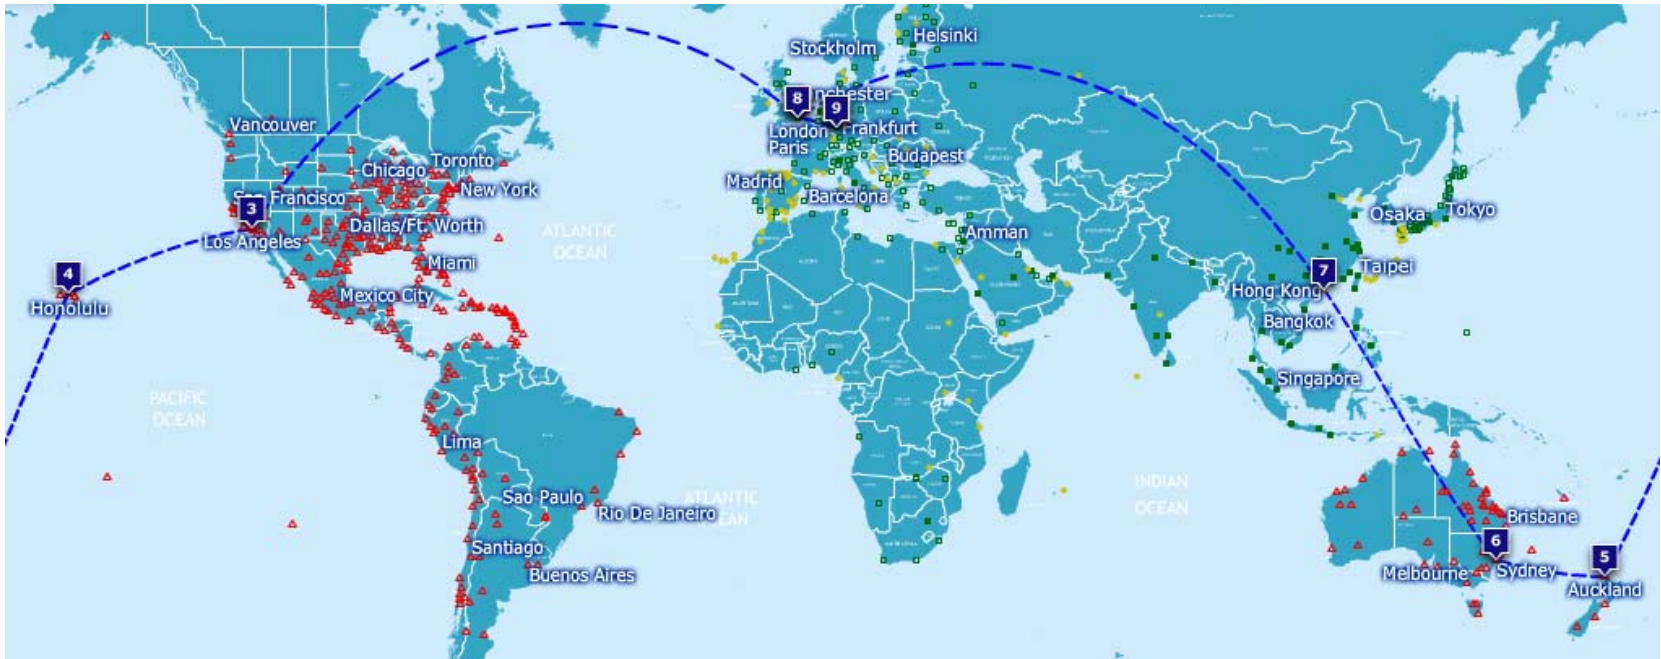 Helsinki
Stockholm
8
nchester
9
Vancouver
London
Frankfurt
Paris
Budapest
Chicago
Toronto
Madrid
New York
San Francisco
Barcelona
3
Osaka
Tokyo
Dallas/Ft. Worth
Los Angeles
ATLANTIC
OCEAN
Amman
Miami
Taipei
4
7
Honolulu
Mexico City
Hong Kong
Bangkok
Singapore
PACIFIC
OCEAN
Lima
INDIAN
OCEAN
Sao Paulo
ATLANTIC
EAN
Rio De Janeiro
Brisbane
Santiago
6
5
Buenos Aires
Melbourne
Sydney
Auckland